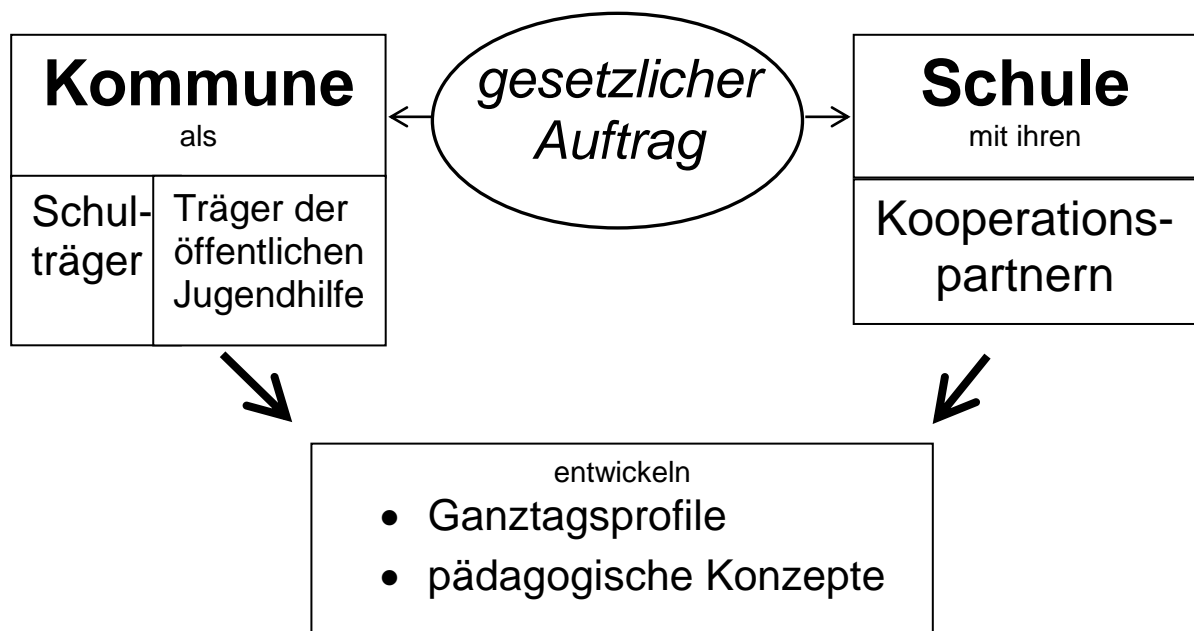 Kommune
als
Schul-
träger
Träger der
öffentlichen
Jugendhilfe
gesetzlicher
Auftrag
Schule
mit ihren
Kooperations-
partnern
entwickeln
• Ganztagsprofile
• pädagogische Konzepte